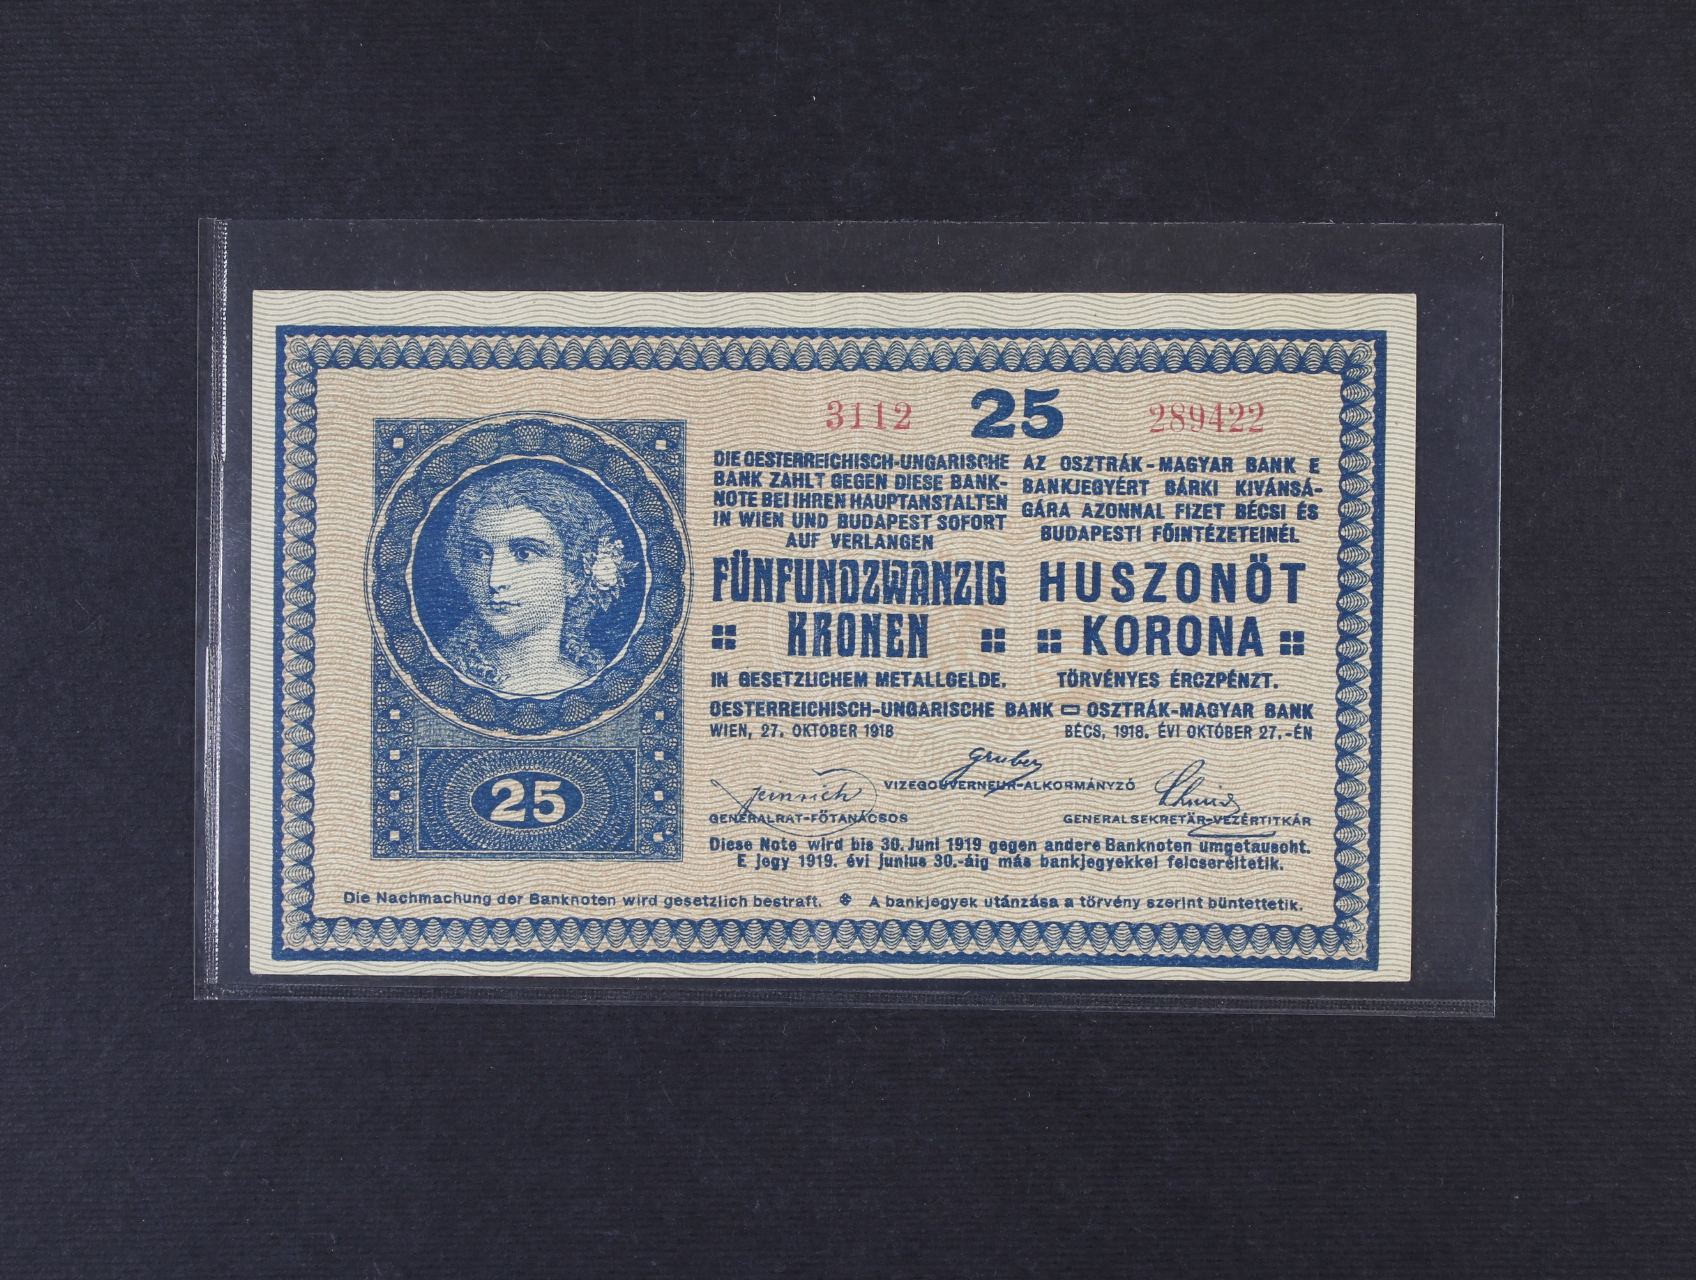 3112 25 289422
DIE OESTERREICHISCH-UNGARISCHE
BANK ZAHLT GEGEN DIESE BANK-
NOTE BEI IHREN HAUPTANSTALTEN
IN WIEN UND BUDAPEST SOFORT
AUF VERLANGEN
FÜNFUNDZWANZIG
KRONEN
IN GESETZLICHEM METALLGELDE.
AZ OSZTRÁK-MAGYAR BANK E
BANKJEGYÉRT BÁRKI KIVÁNSÁ-
GÁRA AZONNAL FIZET BÉCSI ÉS
BUDAPESTI FŐINTÉZETEINÉL
HUSZONÖT
KORONA
TÖRVÉNYES ÉRCZPÉNZT.
OESTERREICHISCH-UNGARISCHE BANK OSZTRÁK-MAGYAR BANK
WIEN, 27. OKTOBER 1918 BÉCS, 1918. ÉVI OKTÓBER 27.-ÉN
Gruber
VIZEGOUVERNEUR-ALKORMÁNYZÓ
Schmid
GENERALRAT-FŐTANÁCSOS GENERALSEKRETÄR-VEZÉRTITKÁR
Diese Note wird bis 30. Juni 1919 gegen andere Banknoten umgetauscht.
E jegy 1919. évi junius 30.-áig más bankjegyekkel felcseréltetik.
25
Die Nachmachung der Banknoten wird gesetzlich bestraft. A bankjegyek utánzása a törvény szerint büntettetik.